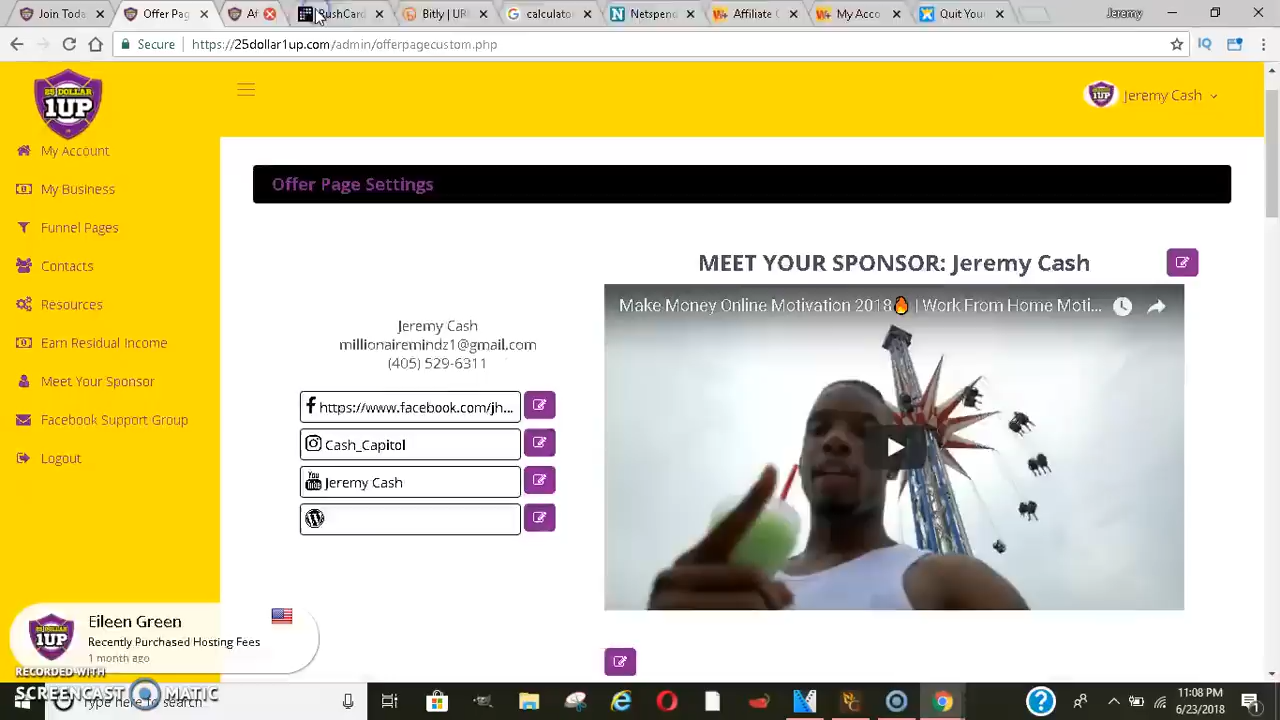 Join Today
Offer Pag
Af
RushCard
Bitly | UR
calculator
Netspend
Affiliate C
My Acco
Quit Your
Jeremy
Secure
https://25dollar1up.com/admin/offerpagecustom.php
25 DOLLAR
1UP
Jeremy Cash
My Account
My Business
Funnel Pages
Contacts
Resources
Earn Residual Income
Meet Your Sponsor
Facebook Support Group
Logout
Offer Page Settings
MEET YOUR SPONSOR: Jeremy Cash
Make Money Online Motivation 2018🔥 | Work From Home Moti...
Jeremy Cash
millionairemindz1@gmail.com
(405) 529-6311
https://www.facebook.com/jh...
Cash_Capitol
Jeremy Cash
Eileen Green
Recently Purchased Hosting Fees
1 month ago
RECORDED WITH
SCREENCAST MATIC
Type here to search
11:08 PM
6/23/2018